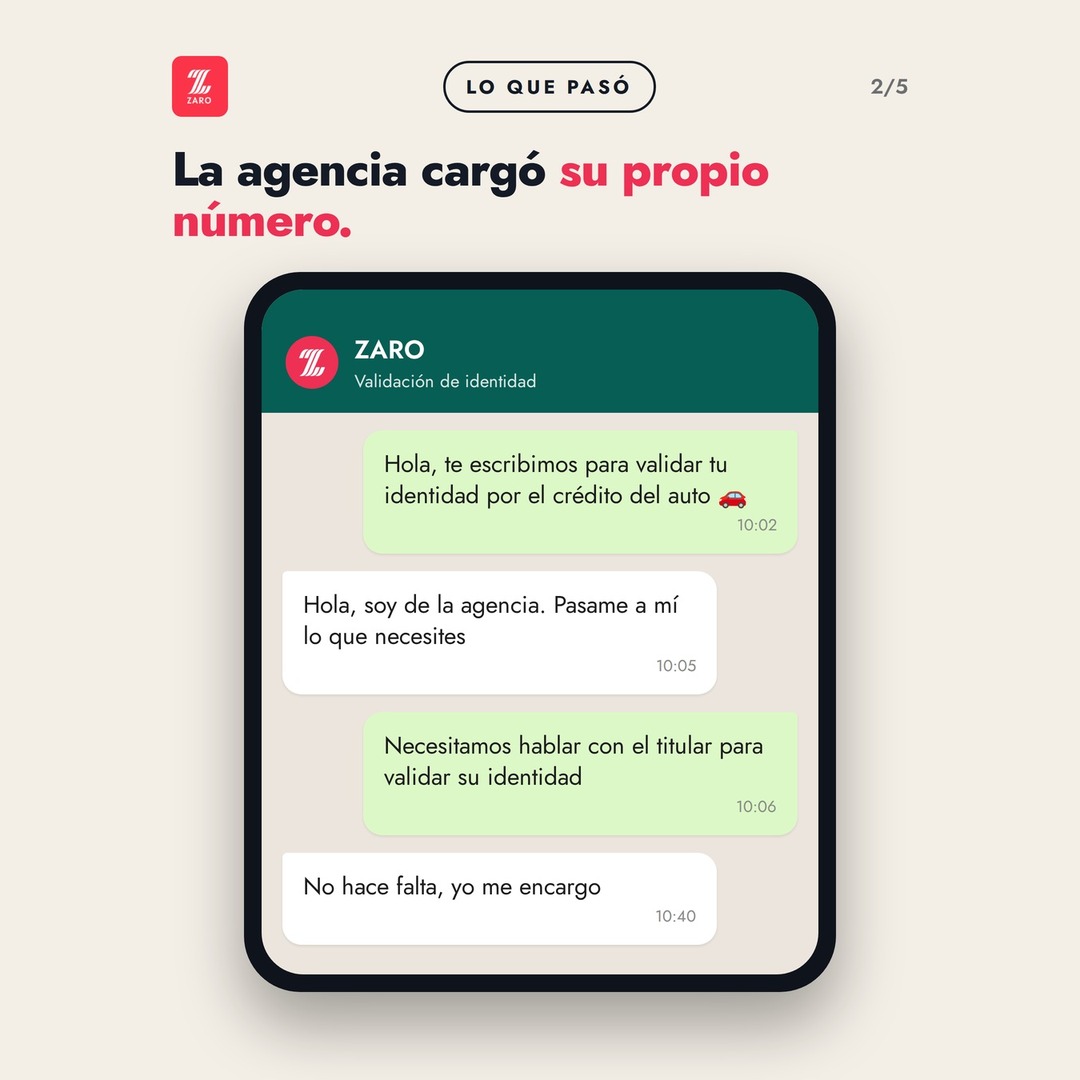 ZARO
LO QUE PASÓ
2/5
La agencia cargó su propio
número.
ZARO
Validación de identidad
Hola, te escribimos para validar tu
identidad por el crédito del auto 🚗
10:02
Hola, soy de la agencia. Pasame a mí
lo que necesites
10:05
Necesitamos hablar con el titular para
validar su identidad
10:06
No hace falta, yo me encargo
10:40